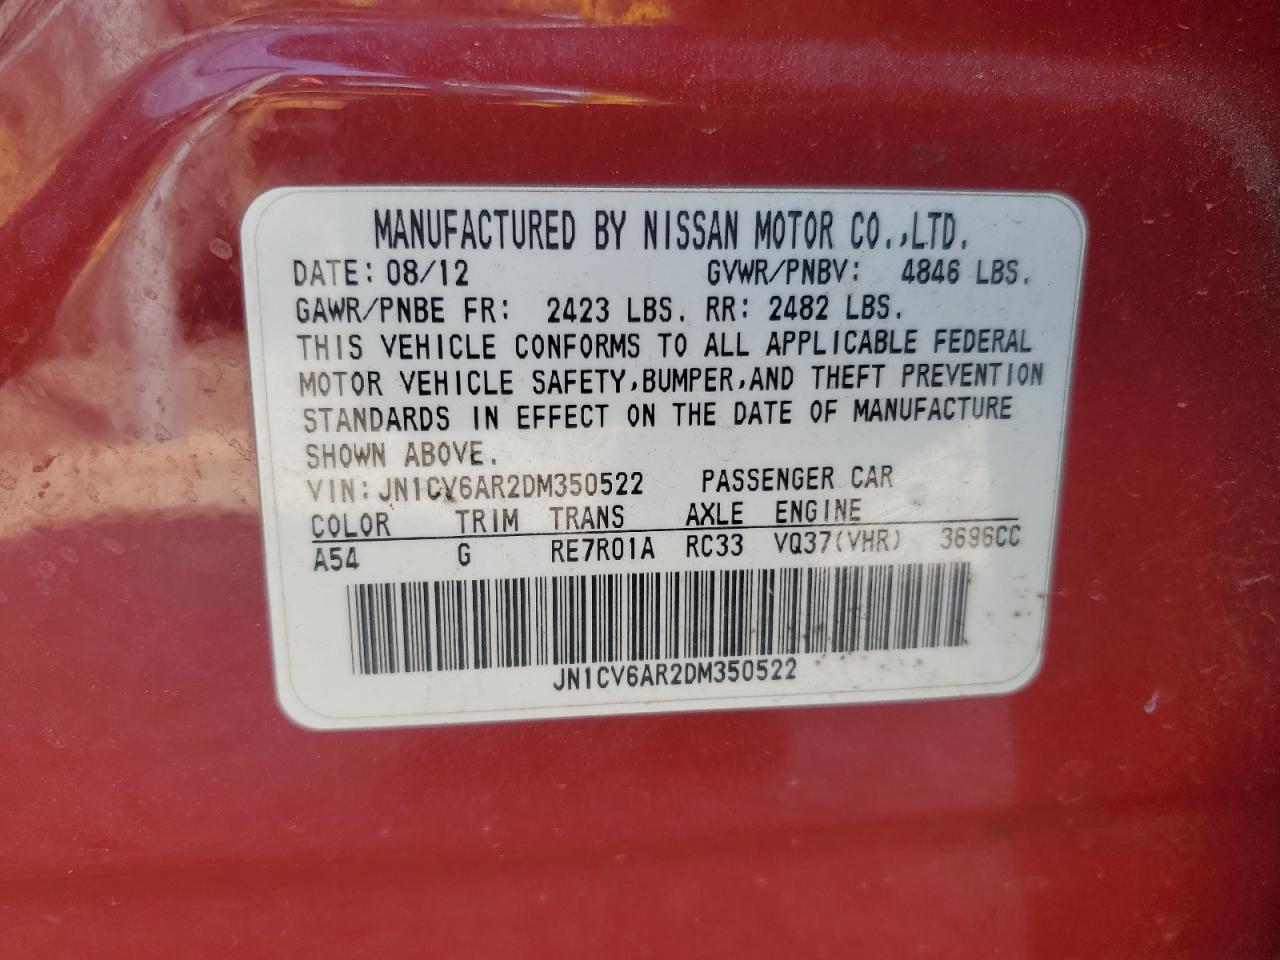 MANUFACTURED BY NISSAN MOTOR CO.,LTD.
DATE: 08/12 GVWR/PNBV: 4846 LBS.
GAWR/PNBE FR: 2423 LBS. RR: 2482 LBS.
THIS VEHICLE CONFORMS TO ALL APPLICABLE FEDERAL
MOTOR VEHICLE SAFETY,BUMPER,AND THEFT PREVENTION
STANDARDS IN EFFECT ON THE DATE OF MANUFACTURE
SHOWN ABOVE.
VIN: JN1CV6AR2DM350522 PASSENGER CAR
COLOR TRIM TRANS AXLE ENGINE
A54 G RE7R01A RC33 VQ37(VHR) 3696CC
JN1CV6AR2DM350522